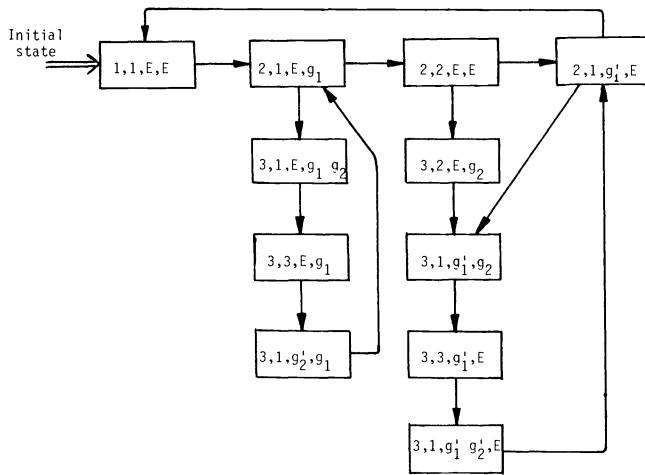 Initial
state
1,1,E,E
2,1,E,g₁
2,2,E,E
2,1,g₁',E
3,1,E,g₁ g₂
3,2,E,g₂
3,3,E,g₁
3,1,g₁',g₂
3,1,g₂',g₁
3,3,g₁',E
3,1,g₁' g₂',E